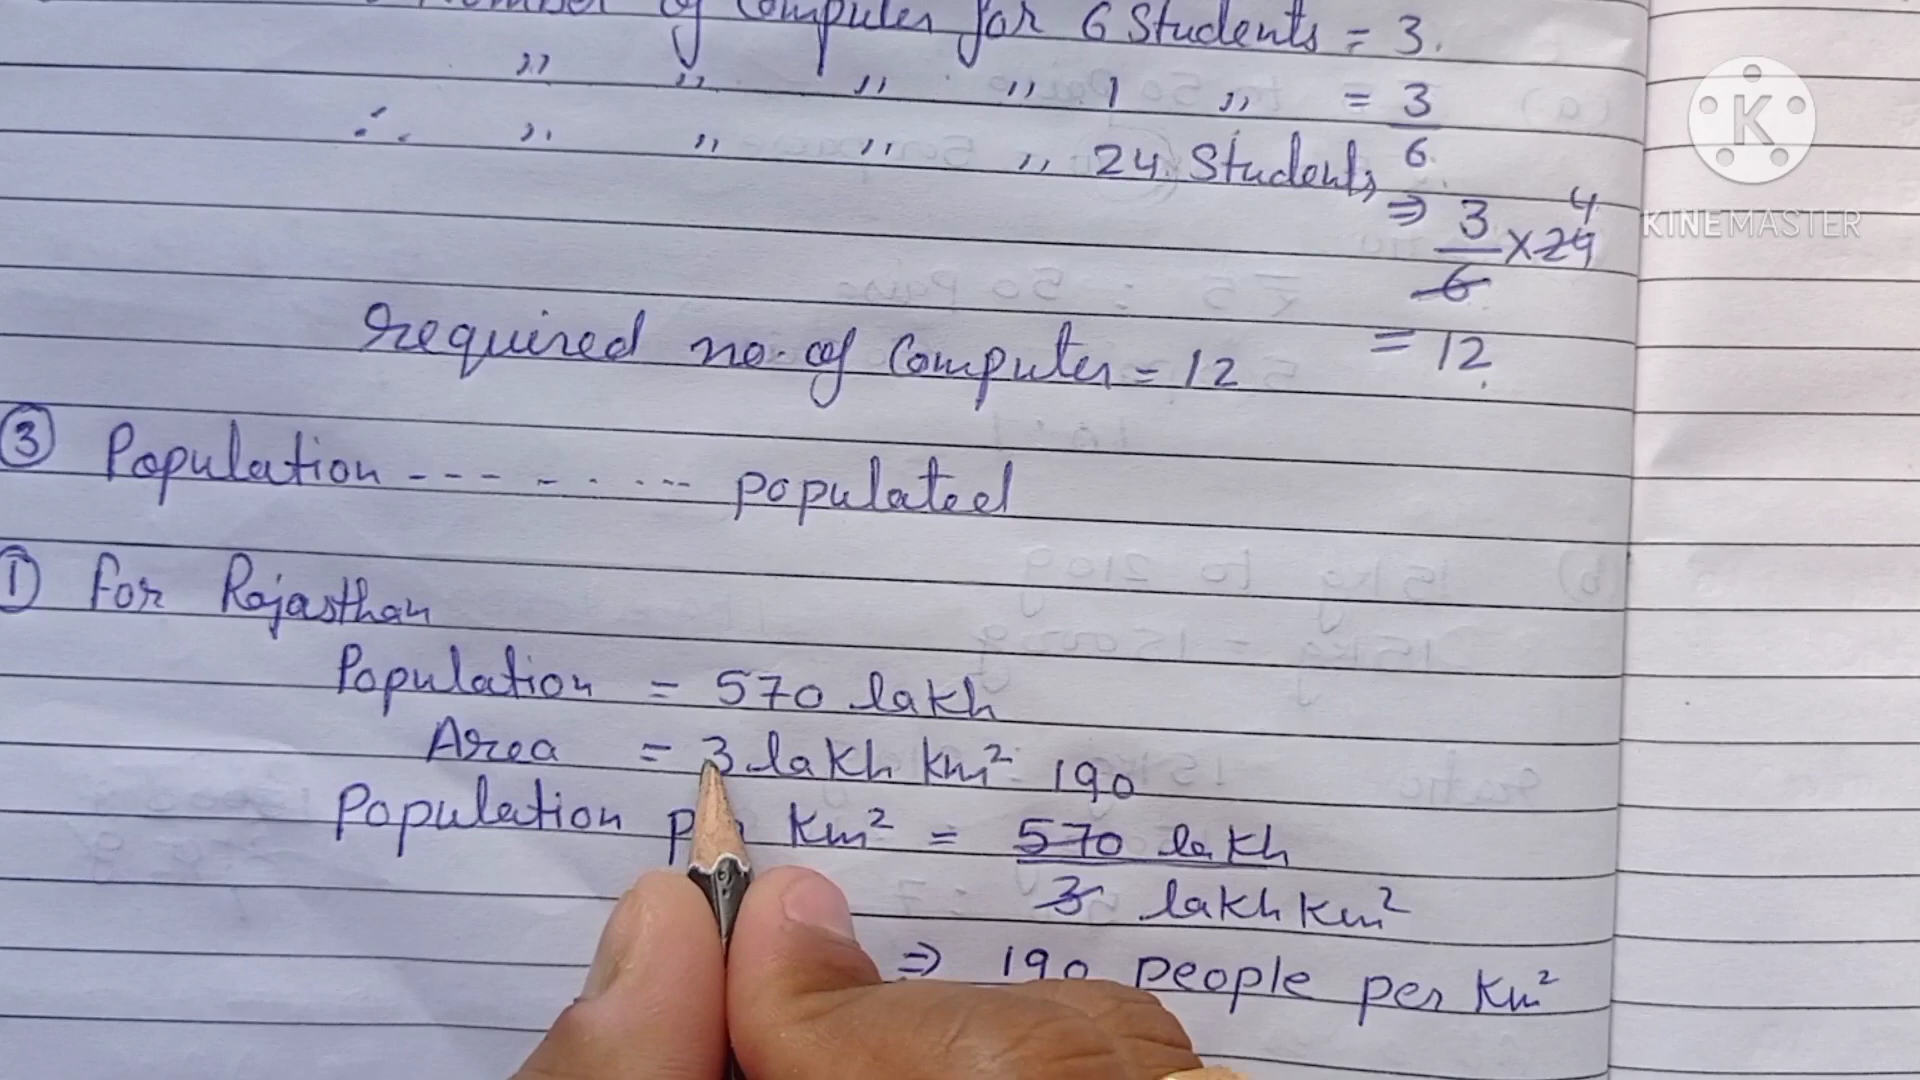 Number of Computer for 6 Students = 3.
,, ,, ,, ,, 1 ,, = 3/6
∴ ,, ,, ,, ,, 24 Students ⇒ 3/6 × 24 4
= 12
required no. of Computer = 12
③ Population - - - - - - - - populated
① For Rajasthan
Population = 570 lakh
Area = 3 lakh km²
190
Population per Km² = 570 lakh
3 lakh Km²
⇒ 190 people per Km²
K
KINEMASTER